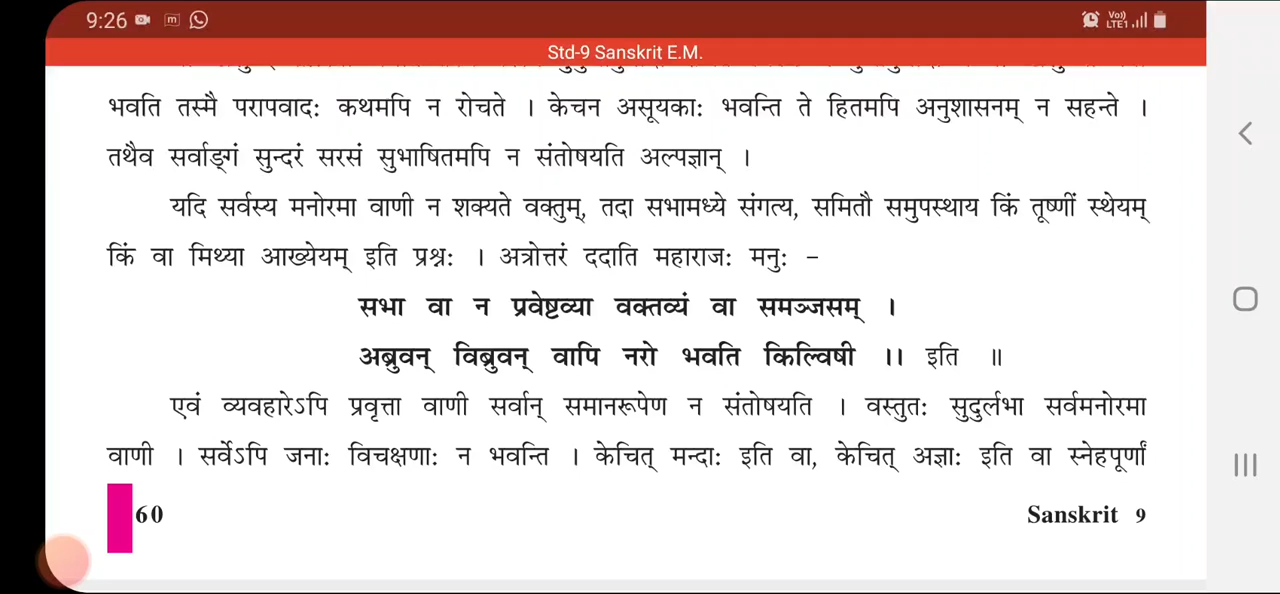 9:26
Vo)) LTE1
Std-9 Sanskrit E.M.
भवति तस्मै परापवादः कथमपि न रोचते । केचन असूयकाः भवन्ति ते हितमपि अनुशासनम् न सहन्ते ।
तथैव सर्वाङ्गं सुन्दरं सरसं सुभाषितमपि न संतोषयति अल्पज्ञान् ।
यदि सर्वस्य मनोरमा वाणी न शक्यते वक्तुम्, तदा सभामध्ये संगत्य, समितौ समुपस्थाय किं तूष्णीं स्थेयम्
किं वा मिथ्या आख्येयम् इति प्रश्नः । अत्रोत्तरं ददाति महाराजः मनुः –
सभा वा न प्रवेष्टव्या वक्तव्यं वा समञ्जसम् ।
अब्रुवन् विब्रुवन् वापि नरो भवति किल्विषी ।। इति ॥
एवं व्यवहारेऽपि प्रवृत्ता वाणी सर्वान् समानरूपेण न संतोषयति । वस्तुतः सुदुर्लभा सर्वमनोरमा
वाणी । सर्वेऽपि जनाः विचक्षणाः न भवन्ति । केचित् मन्दाः इति वा, केचित् अज्ञाः इति वा स्नेहपूर्णां
60
Sanskrit 9